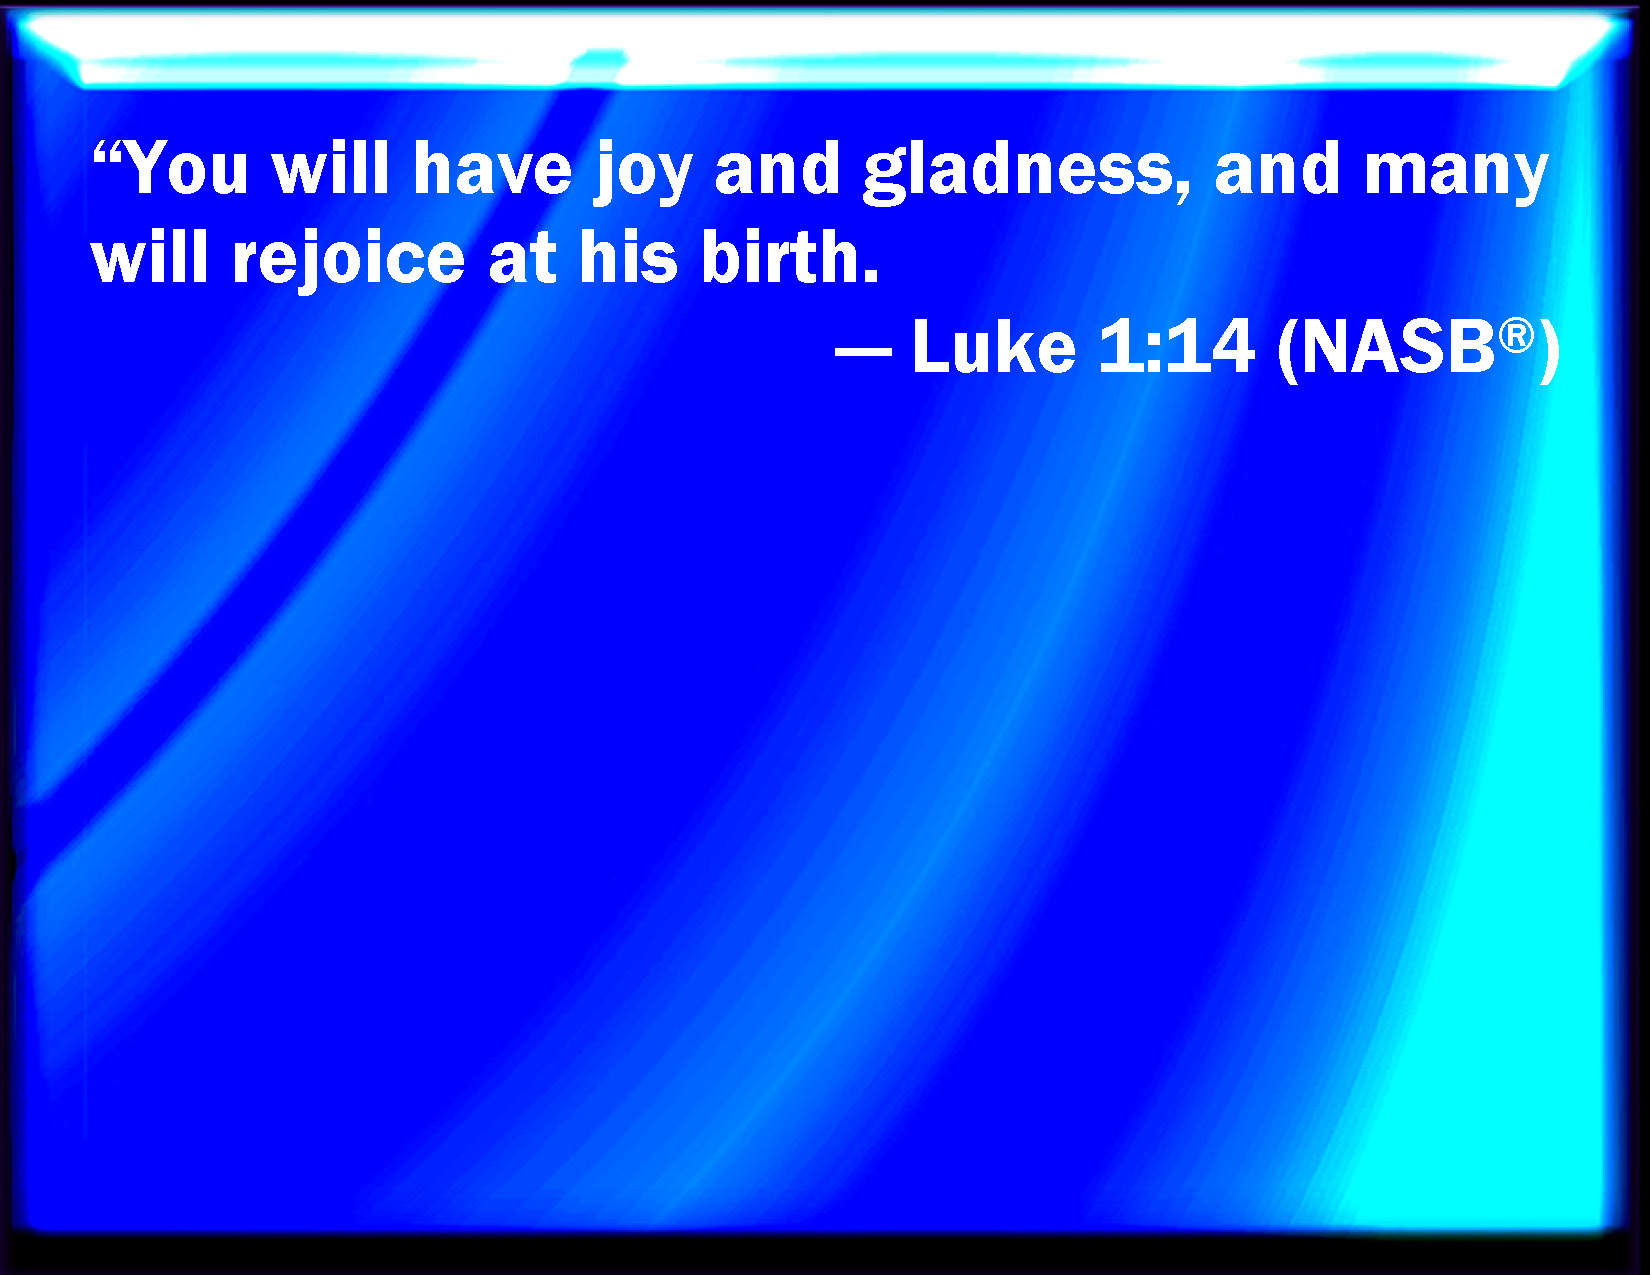 “You will have joy and gladness, and many
will rejoice at his birth.
— Luke 1:14 (NASB®)